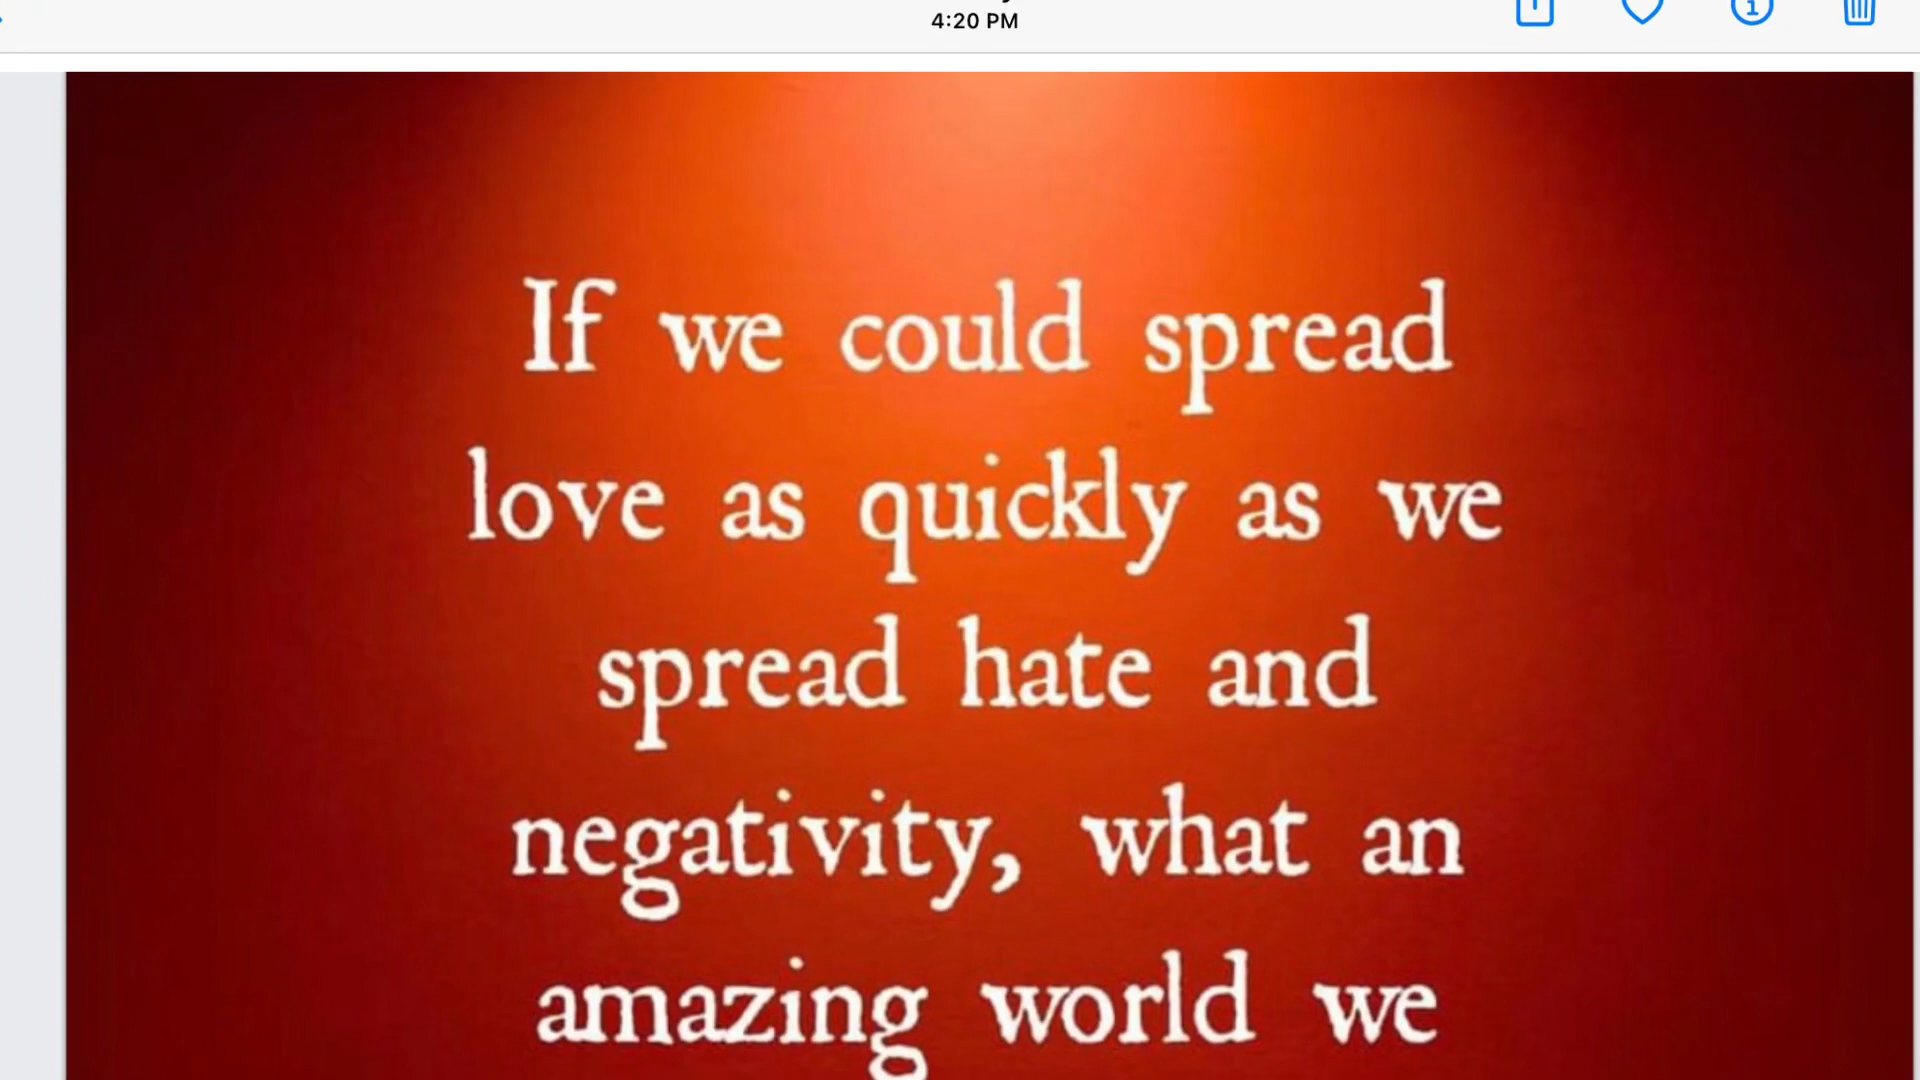 4:20 PM
If we could spread
love as quickly as we
spread hate and
negativity, what an
amazing world we